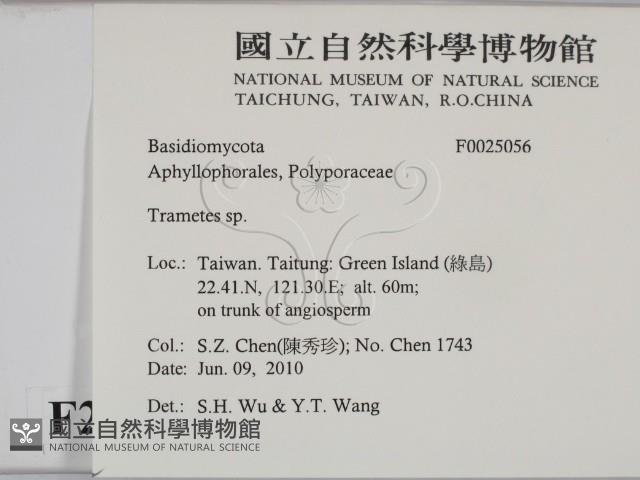 國立自然科學博物館
NATIONAL MUSEUM OF NATURAL SCIENCE
TAICHUNG, TAIWAN, R.O.CHINA
Basidiomycota F0025056
Aphyllophorales, Polyporaceae
Trametes sp.
Loc.: Taiwan. Taitung: Green Island (綠島)
22.41.N, 121.30.E; alt. 60m;
on trunk of angiosperm
Col.: S.Z. Chen(陳秀珍); No. Chen 1743
Date: Jun. 09, 2010
Det.: S.H. Wu & Y.T. Wang
國立自然科學博物館
NATIONAL MUSEUM OF NATURAL SCIENCE